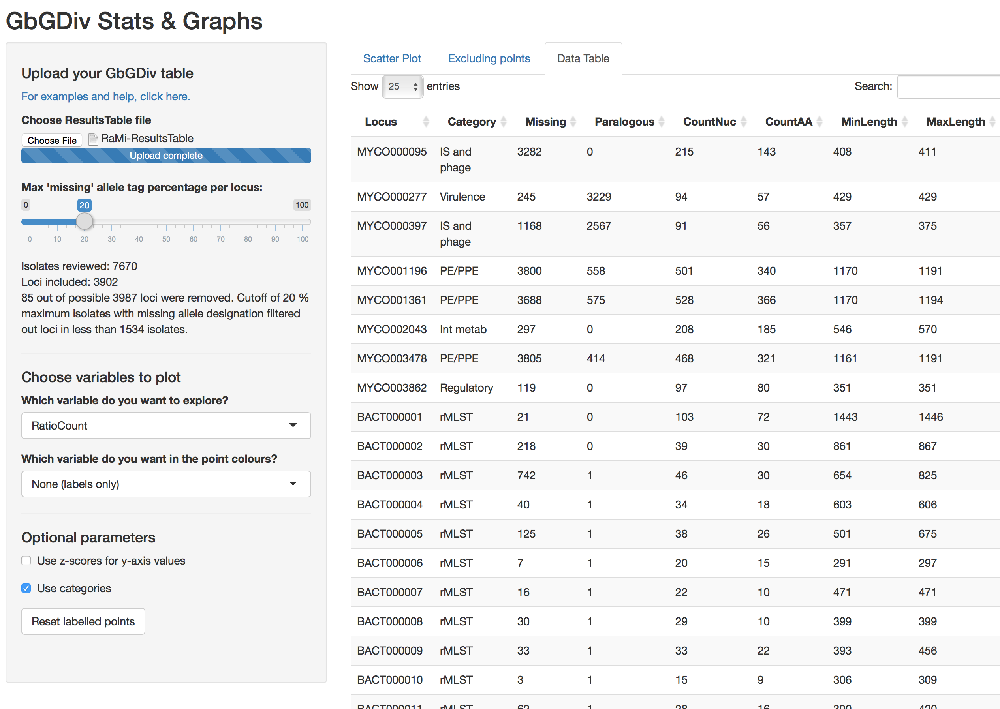 GbGDiv Stats & Graphs
Upload your GbGDiv table
For examples and help, click here.
Choose ResultsTable file
Choose File RaMi-ResultsTable
Upload complete
Max 'missing' allele tag percentage per locus:
0 20 100
0 10 20 30 40 50 60 70 80 90 100
Isolates reviewed: 7670
Loci included: 3902
85 out of possible 3987 loci were removed. Cutoff of 20 %
maximum isolates with missing allele designation filtered
out loci in less than 1534 isolates.
Choose variables to plot
Which variable do you want to explore?
RatioCount
Which variable do you want in the point colours?
None (labels only)
Optional parameters
Use z-scores for y-axis values
Use categories
Reset labelled points
Scatter Plot Excluding points Data Table
Show 25 entries Search:
Locus Category Missing Paralogous CountNuc CountAA MinLength MaxLength
MYCO000095 IS and 3282 0 215 143 408 411
phage
MYCO000277 Virulence 245 3229 94 57 429 429
MYCO000397 IS and 1168 2567 91 56 357 375
phage
MYCO001196 PE/PPE 3800 558 501 340 1170 1191
MYCO001361 PE/PPE 3688 575 528 366 1170 1194
MYCO002043 Int metab 297 0 208 185 546 570
MYCO003478 PE/PPE 3805 414 468 321 1161 1191
MYCO003862 Regulatory 119 0 97 80 351 351
BACT000001 rMLST 21 0 103 72 1443 1446
BACT000002 rMLST 218 0 39 30 861 867
BACT000003 rMLST 742 1 46 30 654 825
BACT000004 rMLST 40 1 34 18 603 606
BACT000005 rMLST 125 1 38 26 501 675
BACT000006 rMLST 7 1 20 15 291 297
BACT000007 rMLST 16 1 22 10 471 471
BACT000008 rMLST 30 1 29 10 399 399
BACT000009 rMLST 33 1 33 22 393 456
BACT000010 rMLST 3 1 15 9 306 309
BACT000011 rMLST 62 1 28 16 390 420